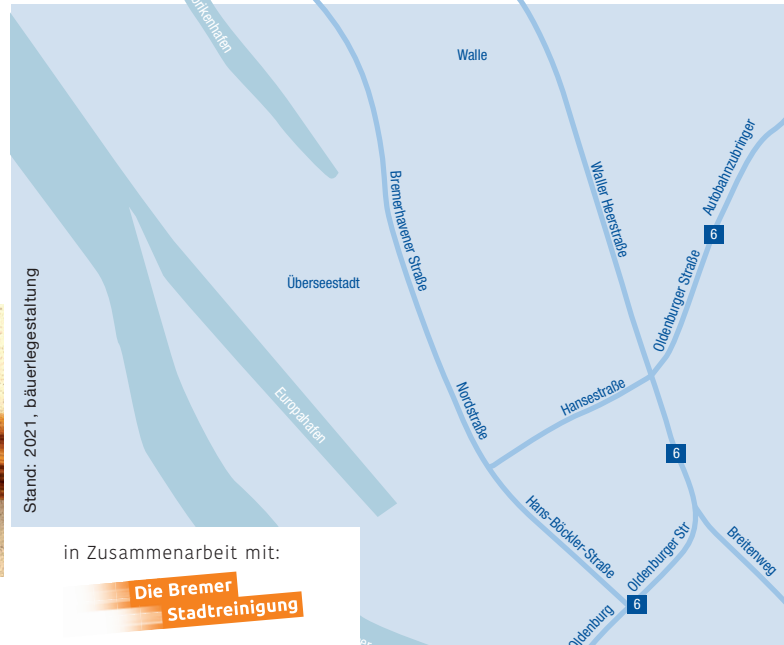 rikenhafen
Walle
Autobahnzubringer
Waller Heerstraße
Bremerhavener Straße
6
Überseestadt
Oldenburger Straße
Stand: 2021, bäuerlegestaltung
Europahafen
Nordstraße
Hansestraße
6
Hans-Böckler-Straße
Oldenburger Str
Breitenweg
in Zusammenarbeit mit:
Die Bremer
Stadtreinigung
6
Oldenburg